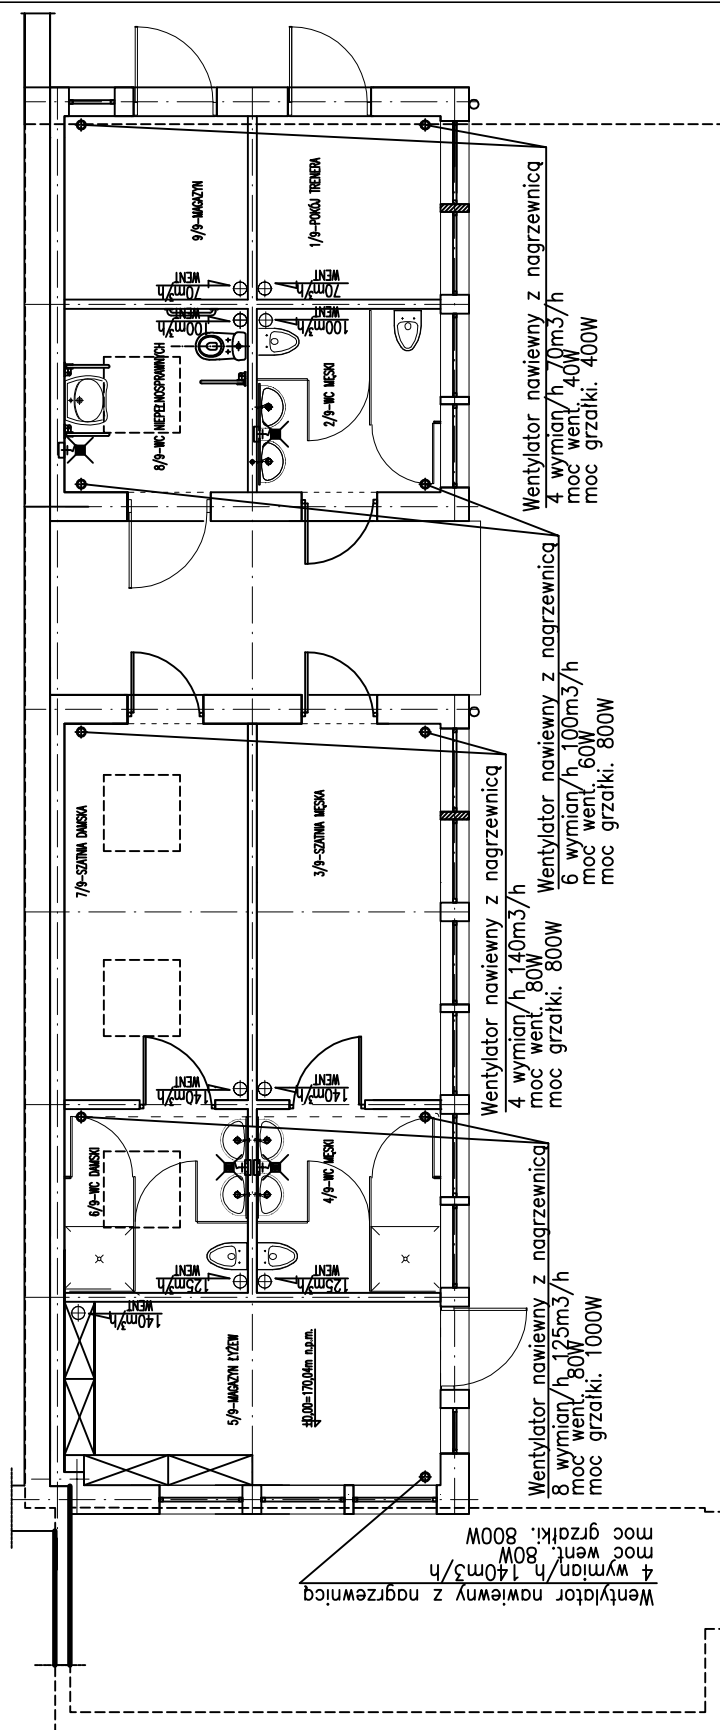 9/9-MAGAZYN
1/9-POKÓJ TRENERA
WENT
70m³/h
WENT
70m³/h
100m³/h
WENT
100m³/h
WENT
8/9-WC NIEPEŁNOSPRAWNYCH
2/9-WC MĘSKI
Wentylator nawiewny z nagrzewnicą
4 wymian/h 70m3/h
moc went. 40W
moc grzałki. 400W
Wentylator nawiewny z nagrzewnicą
6 wymian/h 100m3/h
moc went. 60W
moc grzałki. 800W
7/9-SZATNIA DAMSKA
3/9-SZATNIA MĘSKA
WENT
140m³/h
WENT
140m³/h
Wentylator nawiewny z nagrzewnicą
4 wymian/h 140m3/h
moc went. 80W
moc grzałki. 800W
6/9-WC DAMSKI
4/9-WC MĘSKI
WENT
125m³/h
WENT
125m³/h
WENT
140m³/h
5/9-MAGAZYN ŁYŻEW
±0,00=170,04m n.p.m.
Wentylator nawiewny z nagrzewnicą
8 wymian/h 125m3/h
moc went. 80W
moc grzałki. 1000W
Wentylator nawiewny z nagrzewnicą
4 wymian/h 140m3/h
moc went. 80W
moc grzałki. 800W